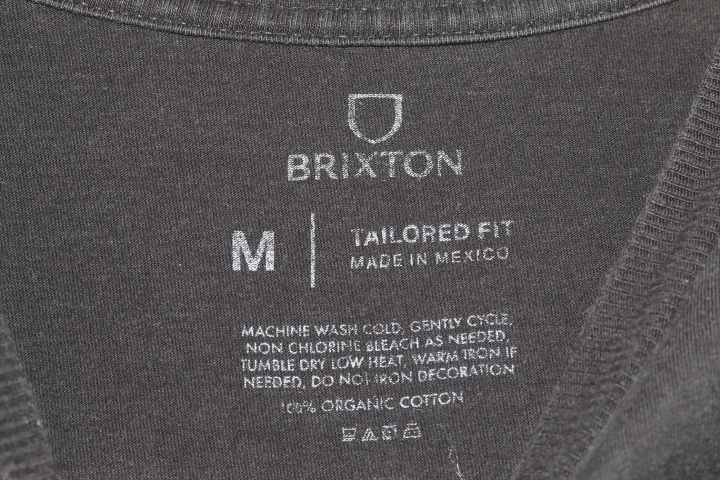 BRIXTON
M
TAILORED FIT
MADE IN MEXICO
MACHINE WASH COLD, GENTLY CYCLE,
NON CHLORINE BLEACH AS NEEDED,
TUMBLE DRY LOW HEAT, WARM IRON IF
NEEDED, DO NOT IRON DECORATION
100% ORGANIC COTTON